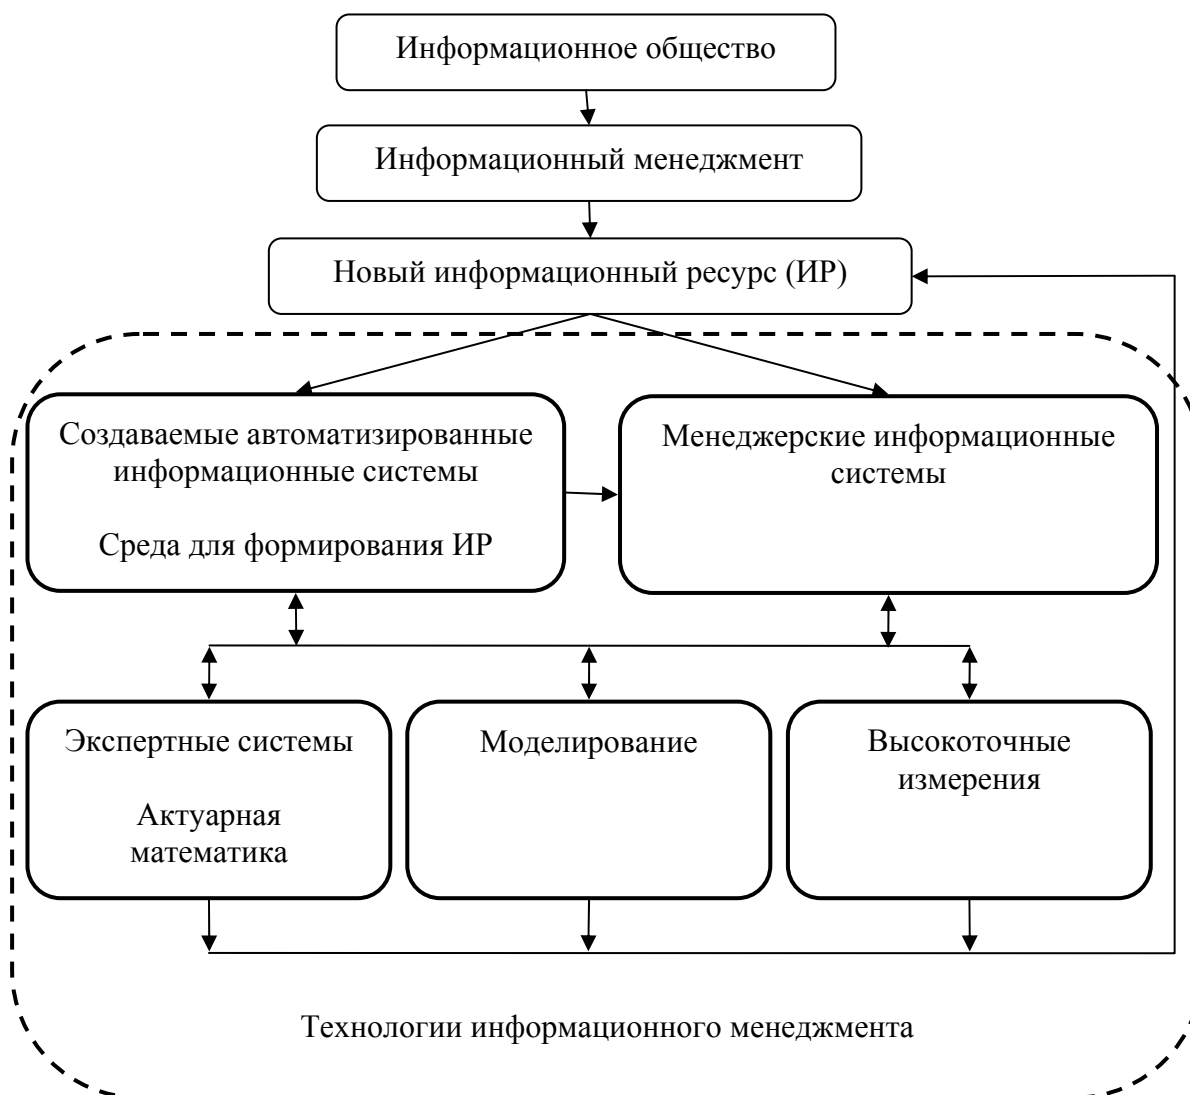 Информационное общество
Информационный менеджмент
Новый информационный ресурс (ИР)
Создаваемые автоматизированные
информационные системы
Среда для формирования ИР
Менеджерские информационные
системы
Экспертные системы
Актуарная
математика
Моделирование
Высокоточные
измерения
Технологии информационного менеджмента